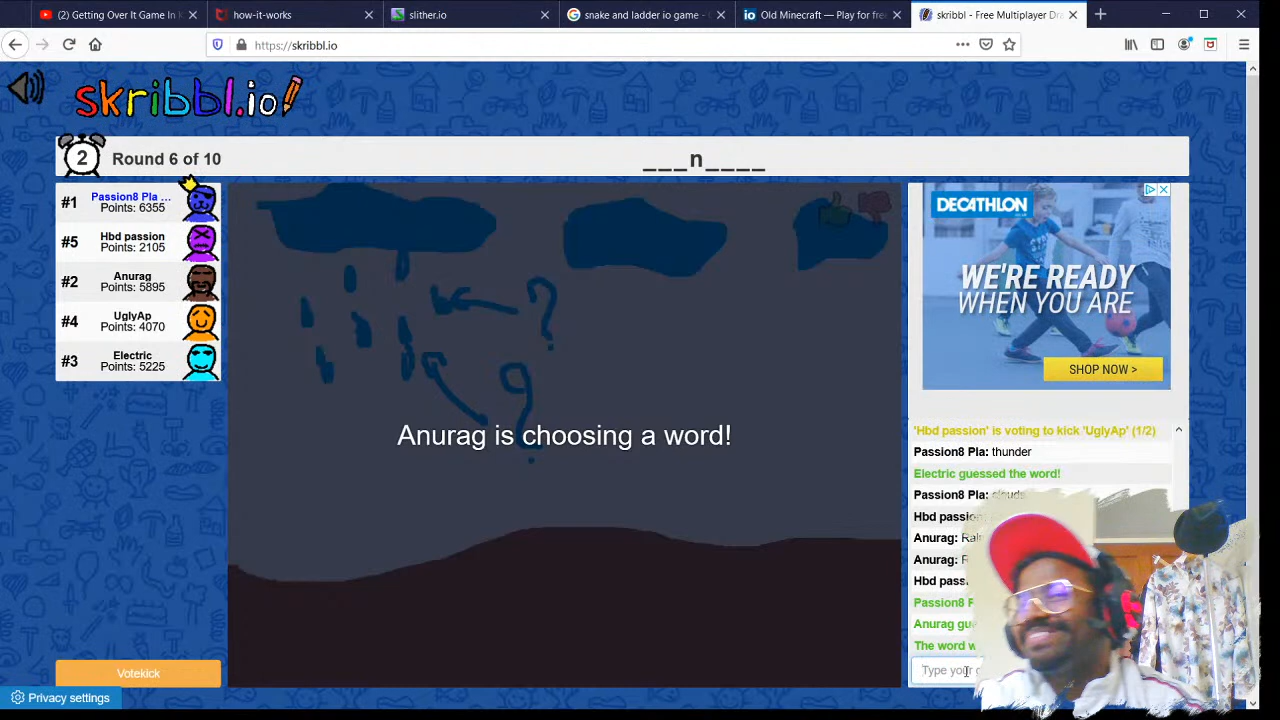 (2) Getting Over It Game In
how-it-works
slither.io
snake and ladder io game -
Old Minecraft — Play for free
skribbl - Free Multiplayer Dra
https://skribbl.io
skribbl.io
2
Round 6 of 10
___n____
#1 Passion8 Pla ...
Points: 6355
#5 Hbd passion
Points: 2105
#2 Anurag
Points: 5895
#4 UglyAp
Points: 4070
#3 Electric
Points: 5225
Votekick
Privacy settings
?
?
Anurag is choosing a word!
DECATHLON
WE'RE READY
WHEN YOU ARE
SHOP NOW >
'Hbd passion' is voting to kick 'UglyAp' (1/2)
Passion8 Pla: thunder
Electric guessed the word!
Passion8 Pla: clouds
Hbd passion
Anurag:
Anurag:
Hbd
Passion8
Anurag
The word
Type your